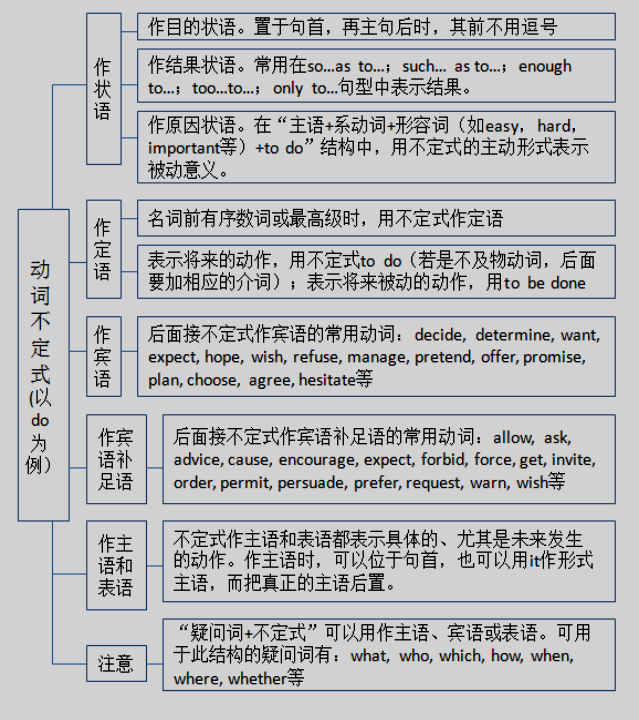 动
词
不
定
式
(以
do
为
例）
作
状
语
作目的状语。置于句首，再主句后时，其前不用逗号
作结果状语。常用在so...as to...；such... as to...；enough
to...；too...to...；only to...句型中表示结果。
作原因状语。在“主语+系动词+形容词（如easy，hard，
important等）+to do”结构中，用不定式的主动形式表示
被动意义。
作
定
语
名词前有序数词或最高级时，用不定式作定语
表示将来的动作，用不定式to do（若是不及物动词，后面
要加相应的介词）；表示将来被动的动作，用to be done
作
宾
语
后面接不定式作宾语的常用动词：decide, determine, want,
expect, hope, wish, refuse, manage, pretend, offer, promise,
plan, choose, agree, hesitate等
作宾
语补
足语
后面接不定式作宾语补足语的常用动词：allow, ask,
advice, cause, encourage, expect, forbid, force, get, invite,
order, permit, persuade, prefer, request, warn, wish等
作主
语和
表语
不定式作主语和表语都表示具体的、尤其是未来发生
的动作。作主语时，可以位于句首，也可以用it作形式
主语，而把真正的主语后置。
注意
“疑问词+不定式”可以用作主语、宾语或表语。可用
于此结构的疑问词有：what, who, which, how, when,
where, whether等